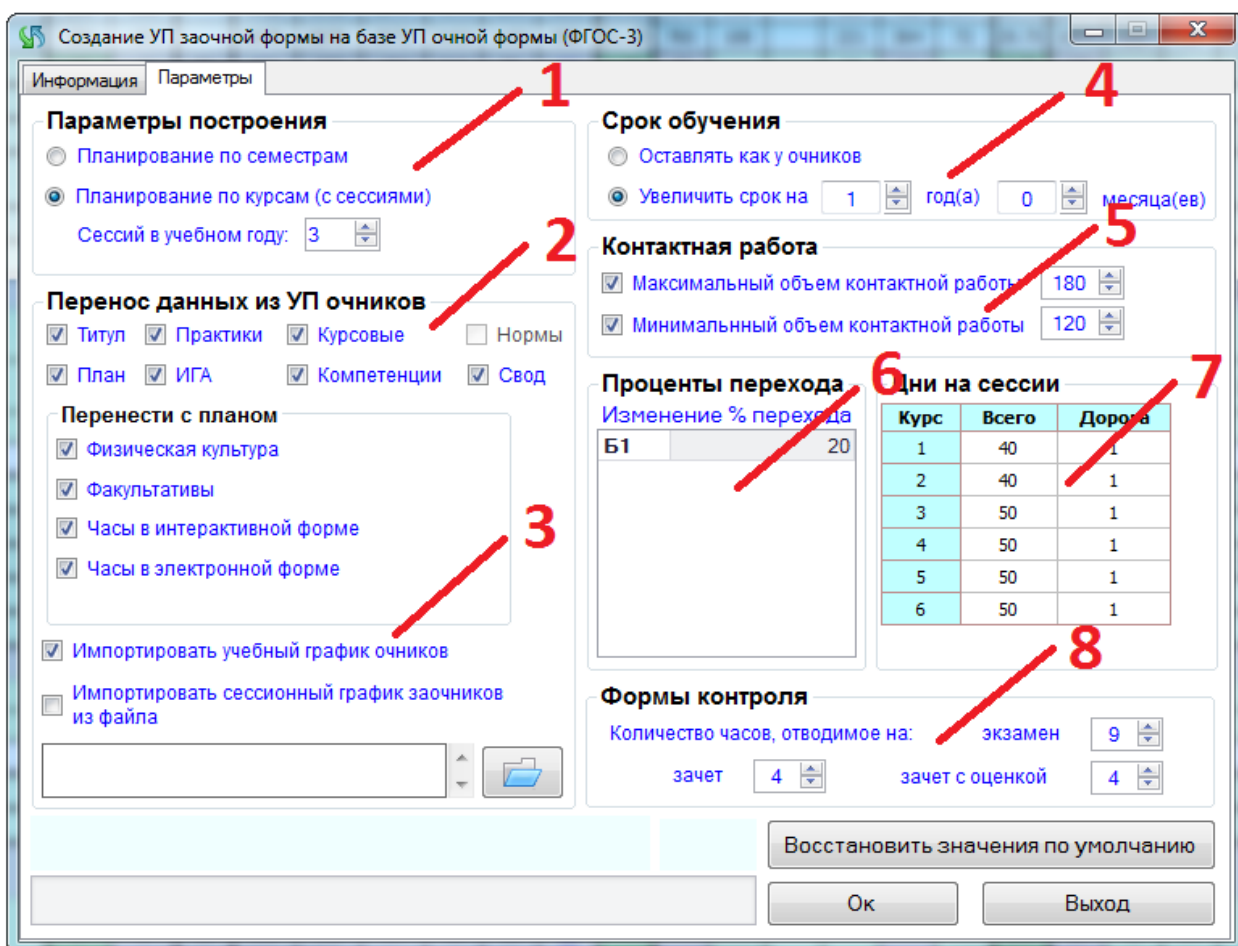 Создание УП заочной формы на базе УП очной формы (ФГОС-3)
Информация Параметры
1
Параметры построения
Планирование по семестрам
Планирование по курсам (с сессиями)
Сессий в учебном году: 3
2
Перенос данных из УП очников
Титул Практики Курсовые Нормы
План ИГА Компетенции Свод
Перенести с планом
Физическая культура
Факультативы
Часы в интерактивной форме
Часы в электронной форме
3
Импортировать учебный график очников
Импортировать сессионный график заочников
из файла
4
Срок обучения
Оставлять как у очников
Увеличить срок на 1 год(а) 0 месяца(ев)
5
Контактная работа
Максимальный объем контактной работы 180
Минимальнный объем контактной работы 120
6
Проценты перехода
Изменение % перехода
Б1 20
7
Дни на сессии
Курс Всего Дорога
1 40 1
2 40 1
3 50 1
4 50 1
5 50 1
6 50 1
8
Формы контроля
Количество часов, отводимое на: экзамен 9
зачет 4 зачет с оценкой 4
Восстановить значения по умолчанию
Ок Выход